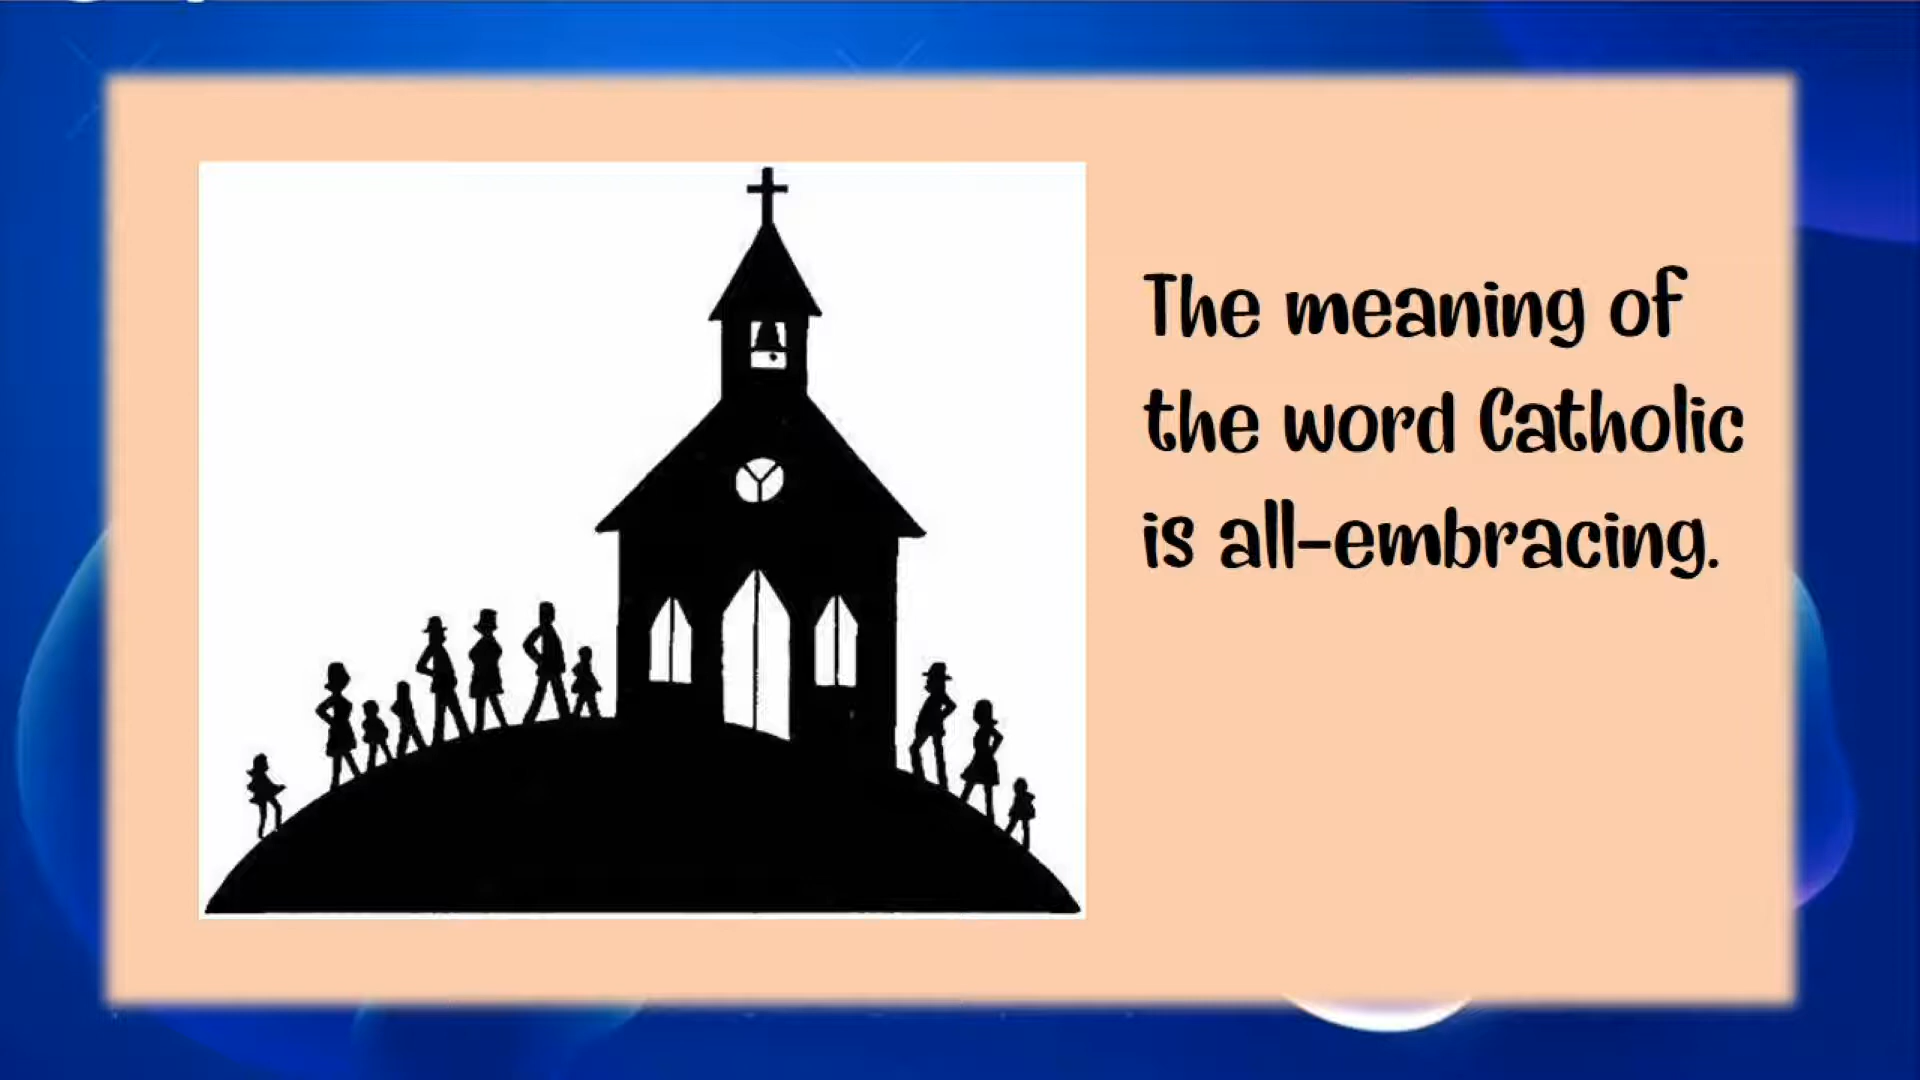 The meaning of
the word Catholic
is all-embracing.